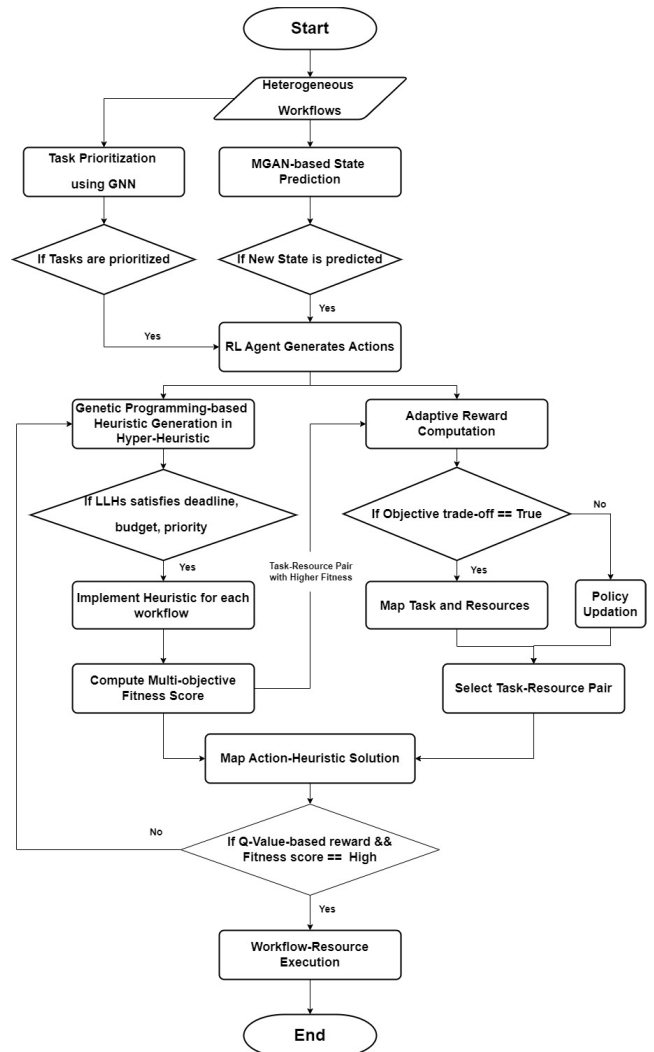 Start
Heterogeneous
Workflows
Task Prioritization
using GNN
MGAN-based State
Prediction
If Tasks are prioritized
If New State is predicted
Yes
Yes
RL Agent Generates Actions
Genetic Programming-based
Heuristic Generation in
Hyper-Heuristic
Adaptive Reward
Computation
If LLHs satisfies deadline,
budget, priority
If Objective trade-off == True
No
Yes
Task-Resource Pair
with Higher Fitness
Yes
Implement Heuristic for each
workflow
Map Task and Resources
Policy
Updation
Compute Multi-objective
Fitness Score
Select Task-Resource Pair
Map Action-Heuristic Solution
No
If Q-Value-based reward &&
Fitness score == High
Yes
Workflow-Resource
Execution
End